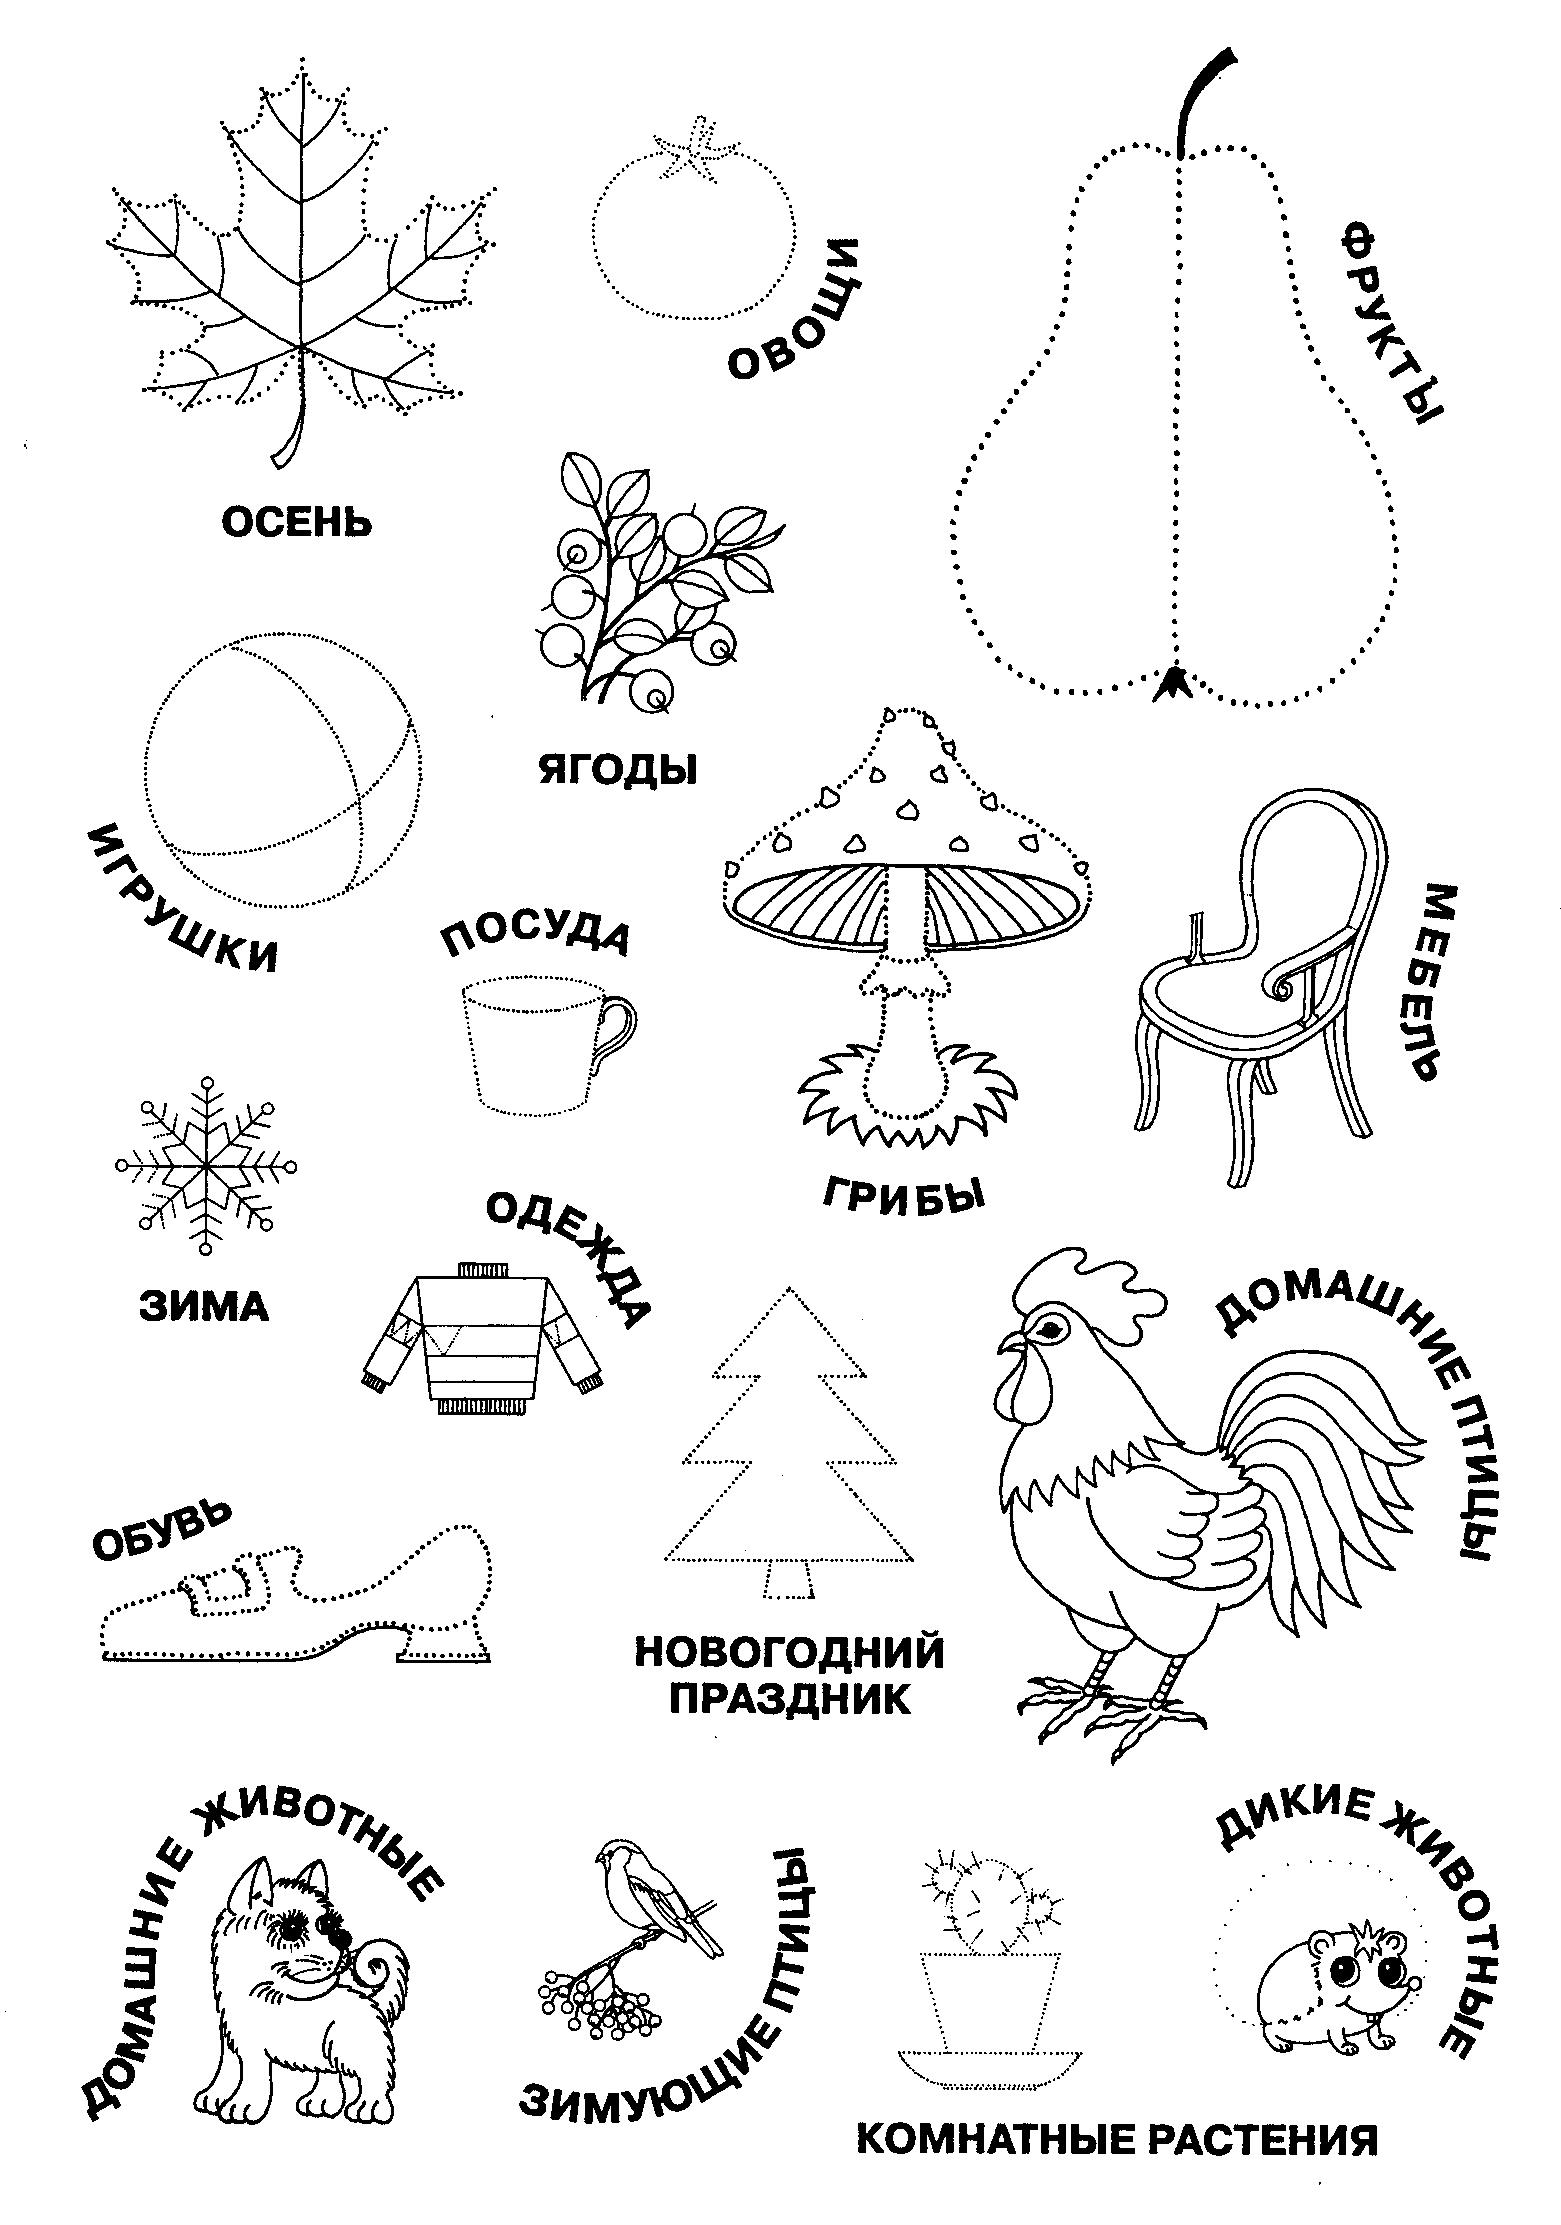 ОВОЩИ
ФРУКТЫ
ОСЕНЬ
ЯГОДЫ
ИГРУШКИ
ПОСУДА
МЕБЕЛЬ
ГРИБЫ
ЗИМА
ОДЕЖДА
ДОМАШНИЕ ПТИЦЫ
ОБУВЬ
НОВОГОДНИЙ
ПРАЗДНИК
ДОМАШНИЕ ЖИВОТНЫЕ
ЗИМУЮЩИЕ ПТИЦЫ
ДИКИЕ ЖИВОТНЫЕ
КОМНАТНЫЕ РАСТЕНИЯ